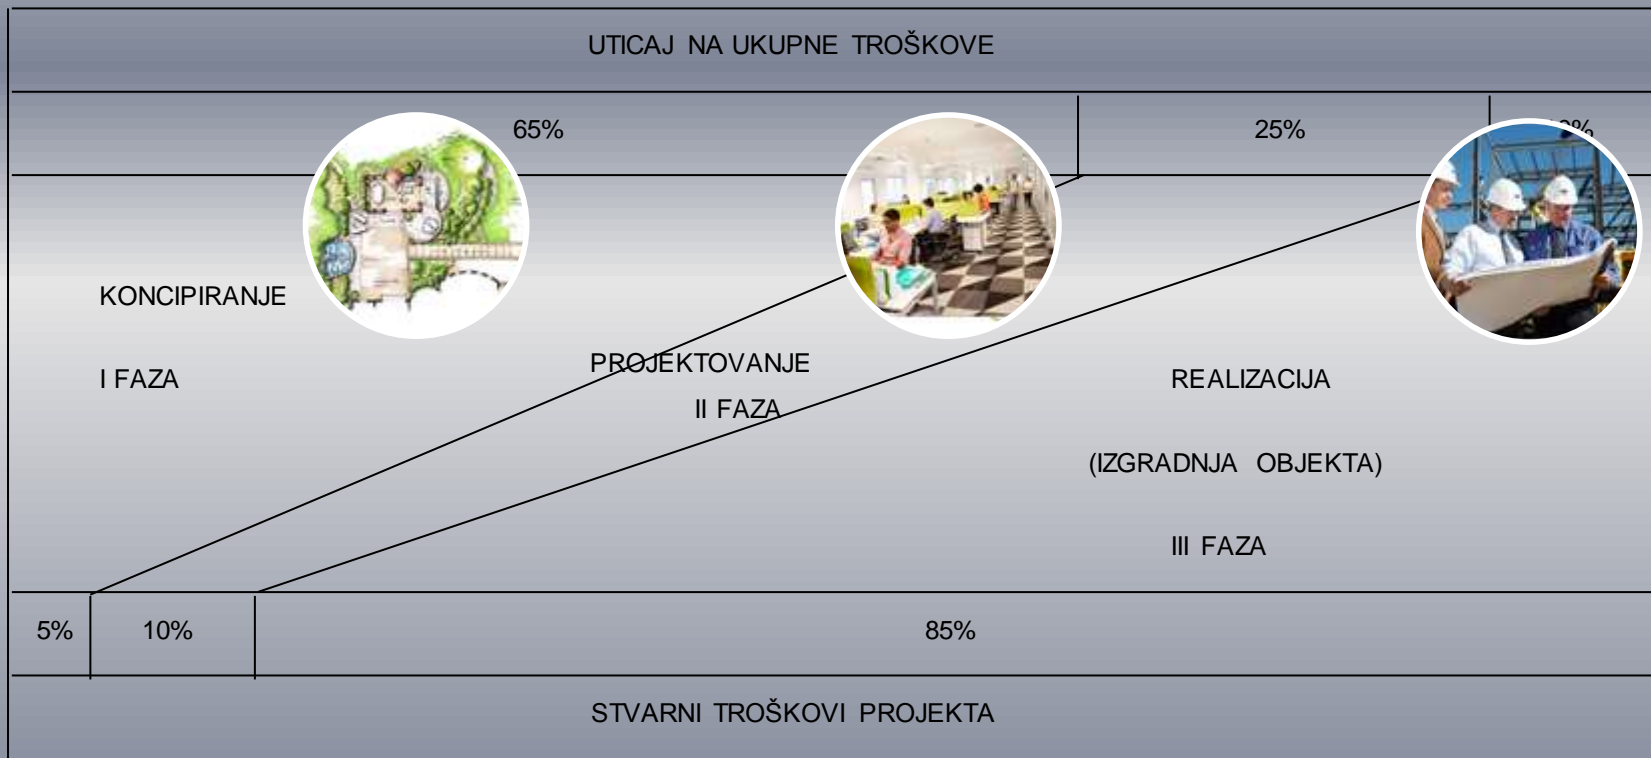 UTICAJ NA UKUPNE TROŠKOVE
65%
25%
KONCIPIRANJE
I FAZA
PROJEKTOVANJE
II FAZA
REALIZACIJA
(IZGRADNJA OBJEKTA)
III FAZA
5%
10%
85%
STVARNI TROŠKOVI PROJEKTA